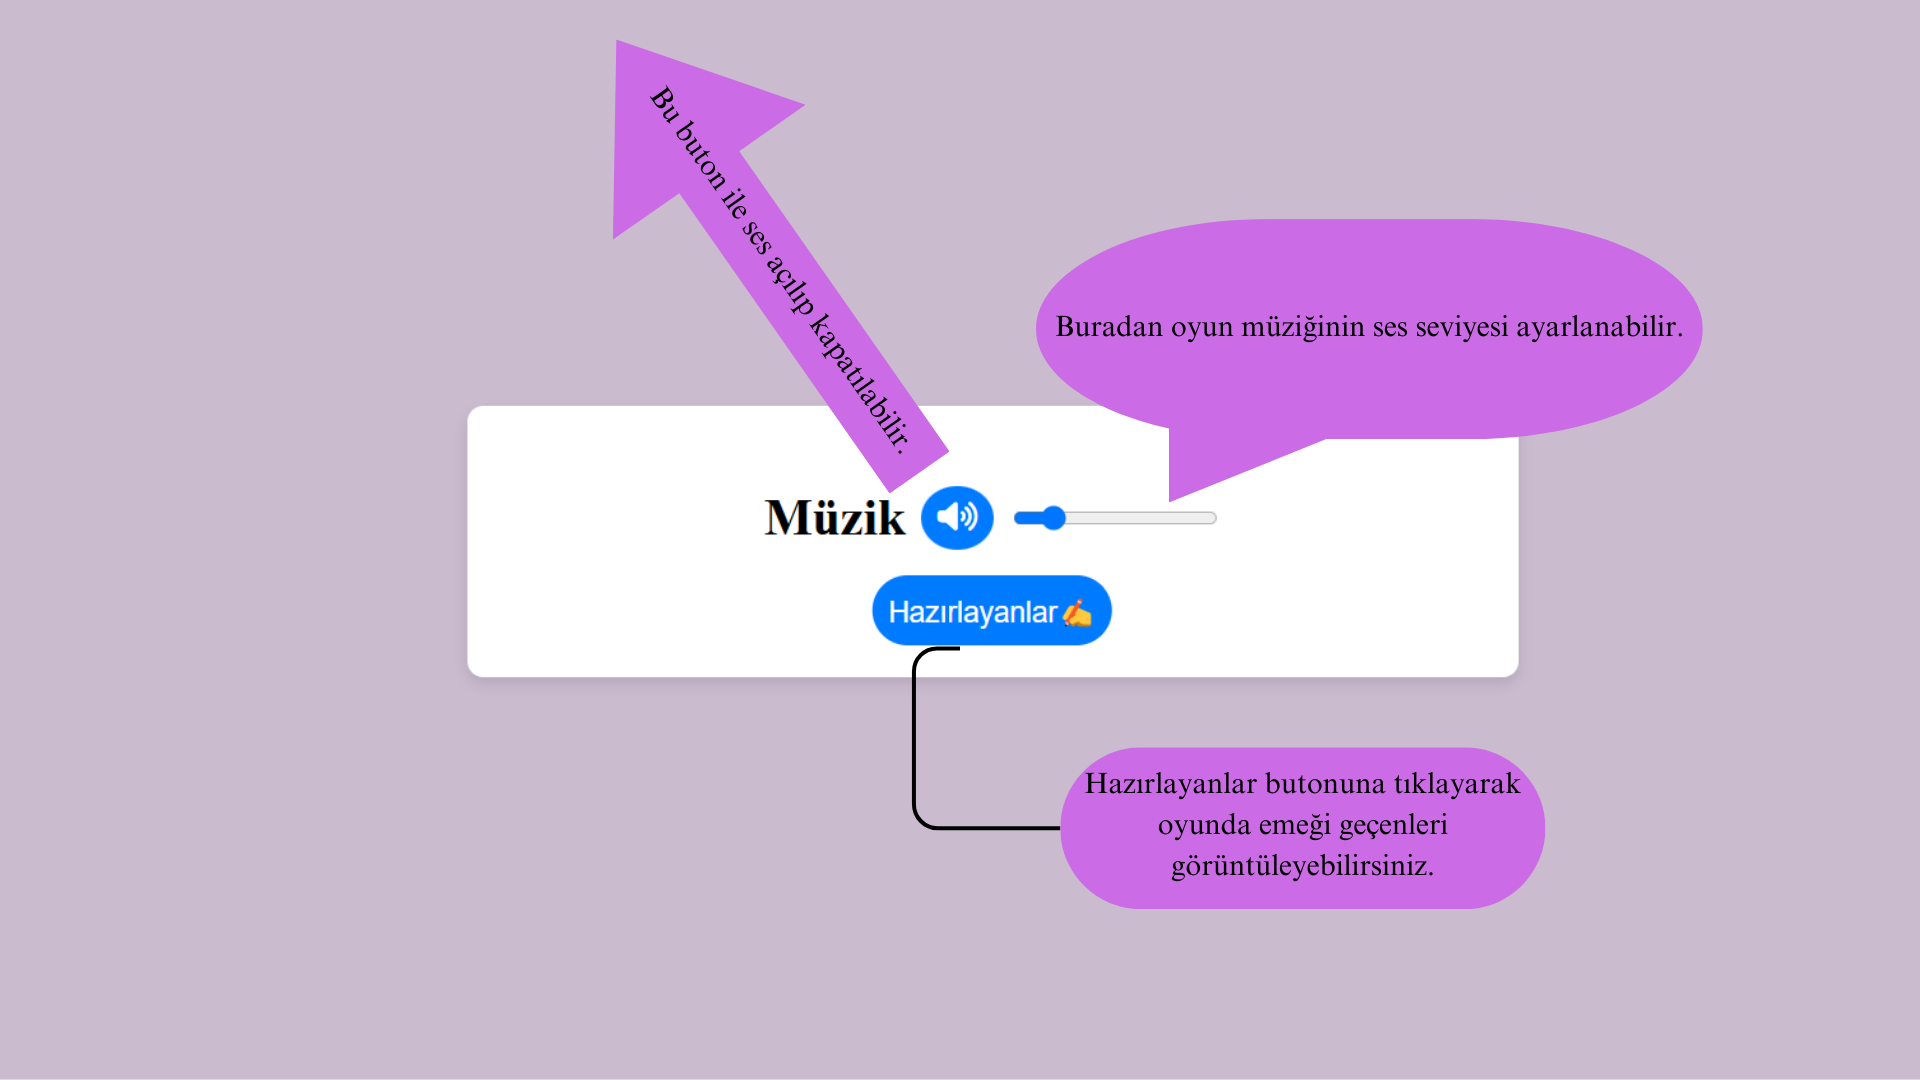 Bu buton ile ses açılıp kapatılabilir.
Buradan oyun müziğinin ses seviyesi ayarlanabilir.
Müzik
Hazırlayanlar✍
Hazırlayanlar butonuna tıklayarak
oyunda emeği geçenleri
görüntüleyebilirsiniz.